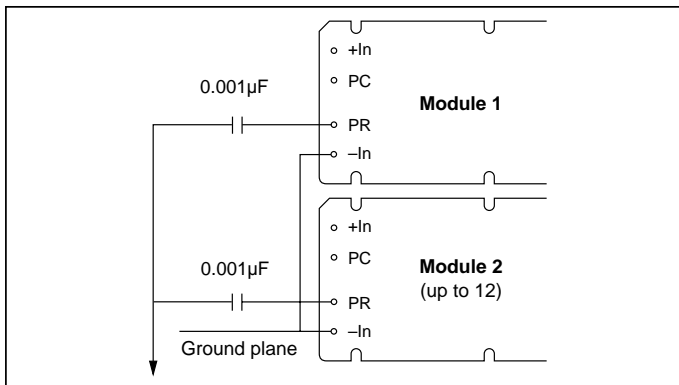 +In
PC
0.001µF
Module 1
PR
–In
+In
PC
0.001µF
Module 2
(up to 12)
PR
–In
Ground plane